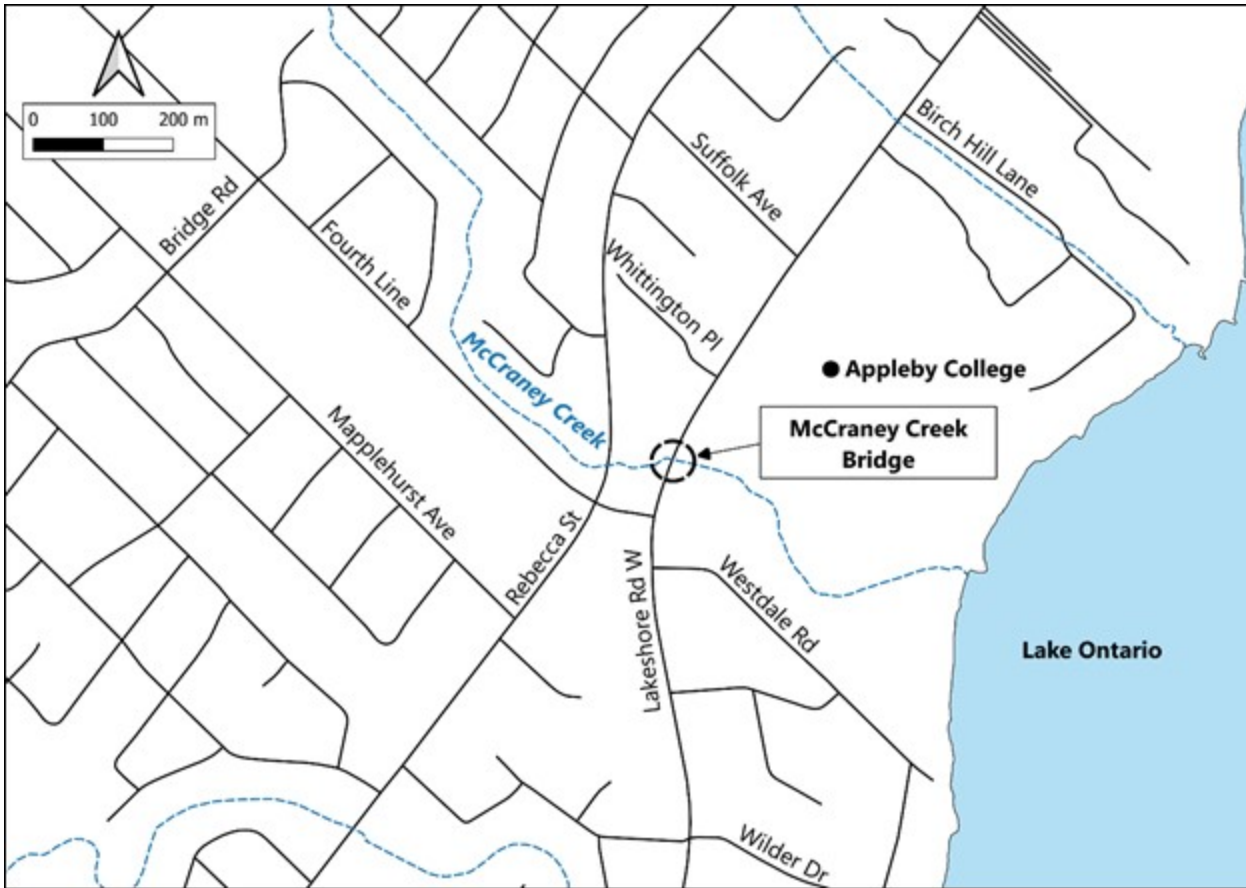 0 100 200 m
Bridge Rd
Fourth Line
McCraney Creek
Suffolk Ave
Birch Hill Lane
Whittington Pl
Appleby College
McCraney Creek
Bridge
Mapplehurst Ave
Rebecca St
Lakeshore Rd W
Westdale Rd
Lake Ontario
Wilder Dr